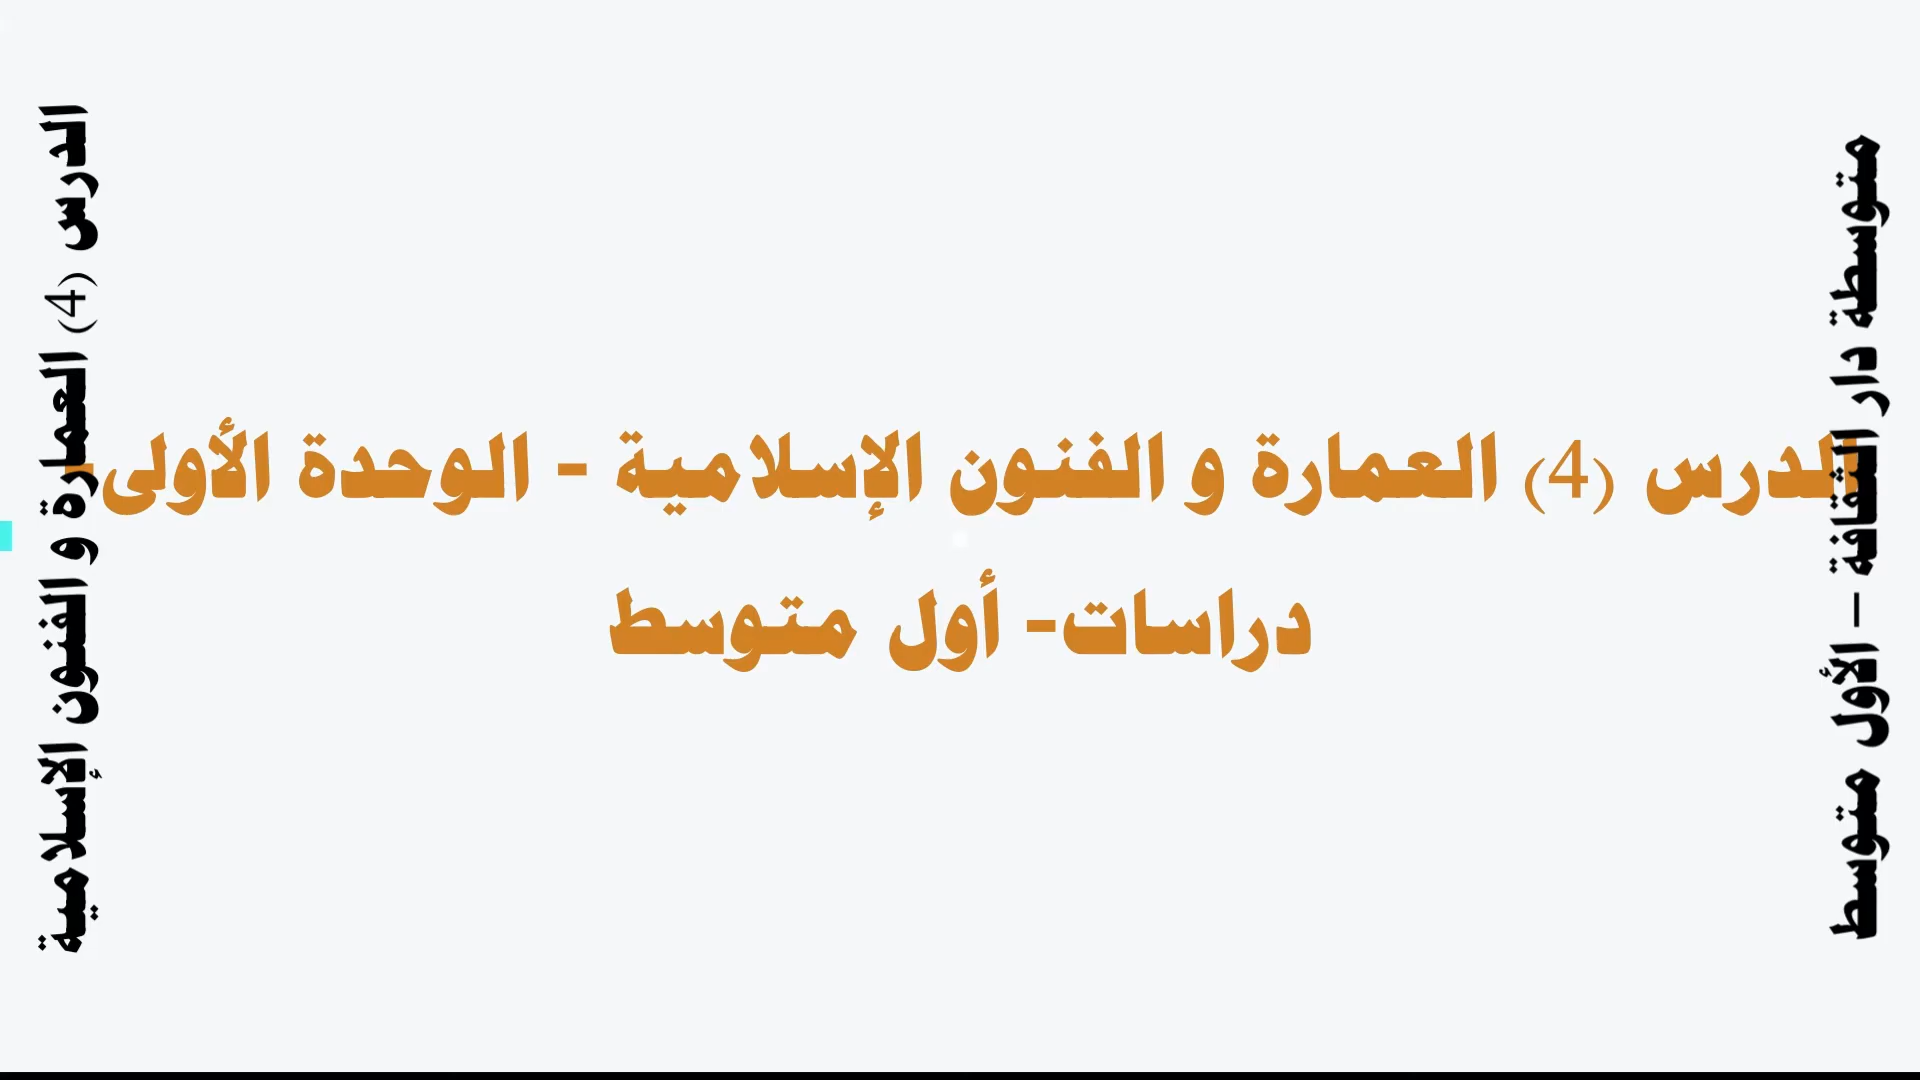 الدرس (4) العمارة و الفنون الإسلامية - الوحدة الأولى -
دراسات- أول متوسط
متوسطة دار الثقافة – الأول متوسط
الدرس (4) العمارة و الفنون الإسلامية